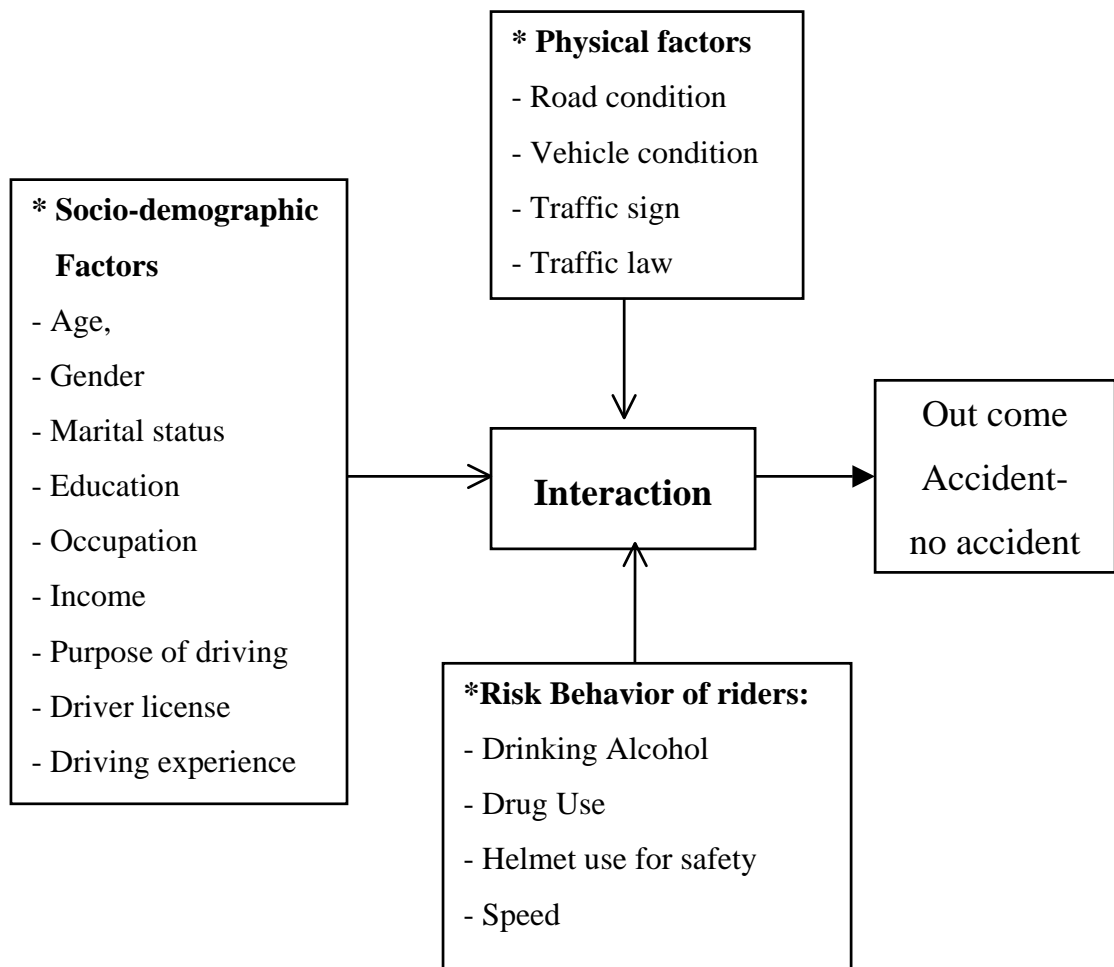 * Physical factors
- Road condition
- Vehicle condition
- Traffic sign
- Traffic law
* Socio-demographic
Factors
- Age,
- Gender
- Marital status
- Education
- Occupation
- Income
- Purpose of driving
- Driver license
- Driving experience
Interaction
Out come
Accident-
no accident
*Risk Behavior of riders:
- Drinking Alcohol
- Drug Use
- Helmet use for safety
- Speed